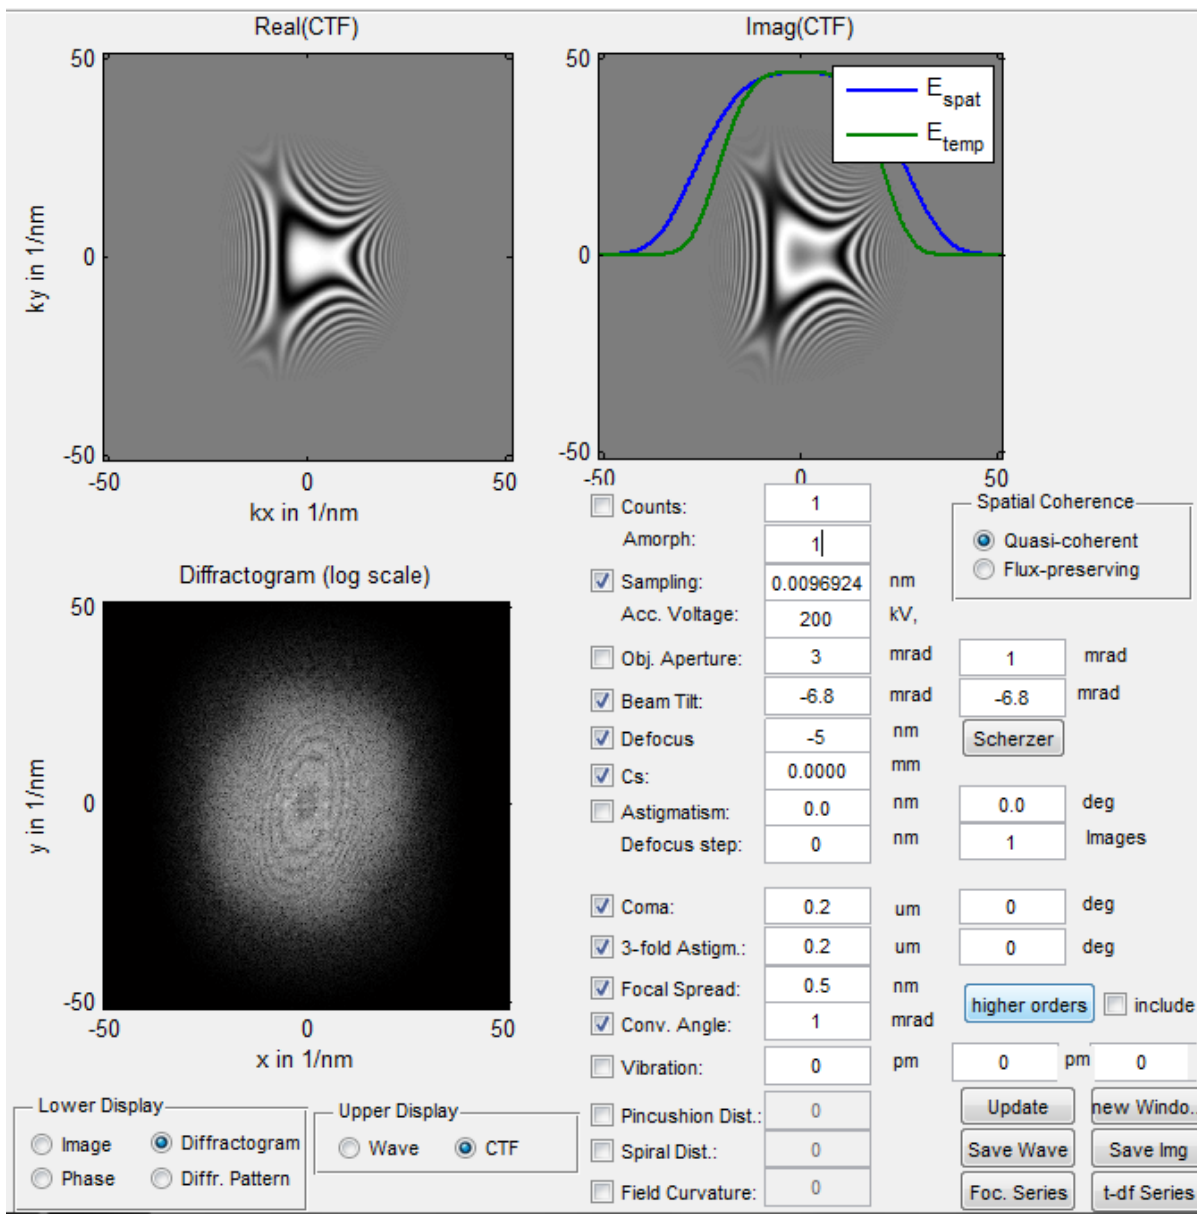 Real(CTF)
Imag(CTF)
50
0
-50
ky in 1/nm
-50
0
50
kx in 1/nm
50
0
-50
E_spat
E_temp
-50
0
50
Diffractogram (log scale)
50
0
-50
y in 1/nm
-50
0
50
x in 1/nm
Counts: 1
Amorph: 1
Spatial Coherence
Quasi-coherent
Flux-preserving
Sampling: 0.0096924 nm
Acc. Voltage: 200 kV,
Obj. Aperture: 3 mrad 1 mrad
Beam Tilt: -6.8 mrad -6.8 mrad
Defocus -5 nm Scherzer
Cs: 0.0000 mm
Astigmatism: 0.0 nm 0.0 deg
Defocus step: 0 nm 1 Images
Coma: 0.2 um 0 deg
3-fold Astigm.: 0.2 um 0 deg
Focal Spread: 0.5 nm
higher orders include
Conv. Angle: 1 mrad
Vibration: 0 pm 0 pm 0
Pincushion Dist.: 0
Spiral Dist.: 0
Field Curvature: 0
Update new Windo..
Save Wave Save Img
Foc. Series t-df Series
Lower Display
Image Diffractogram
Phase Diffr. Pattern
Upper Display
Wave CTF